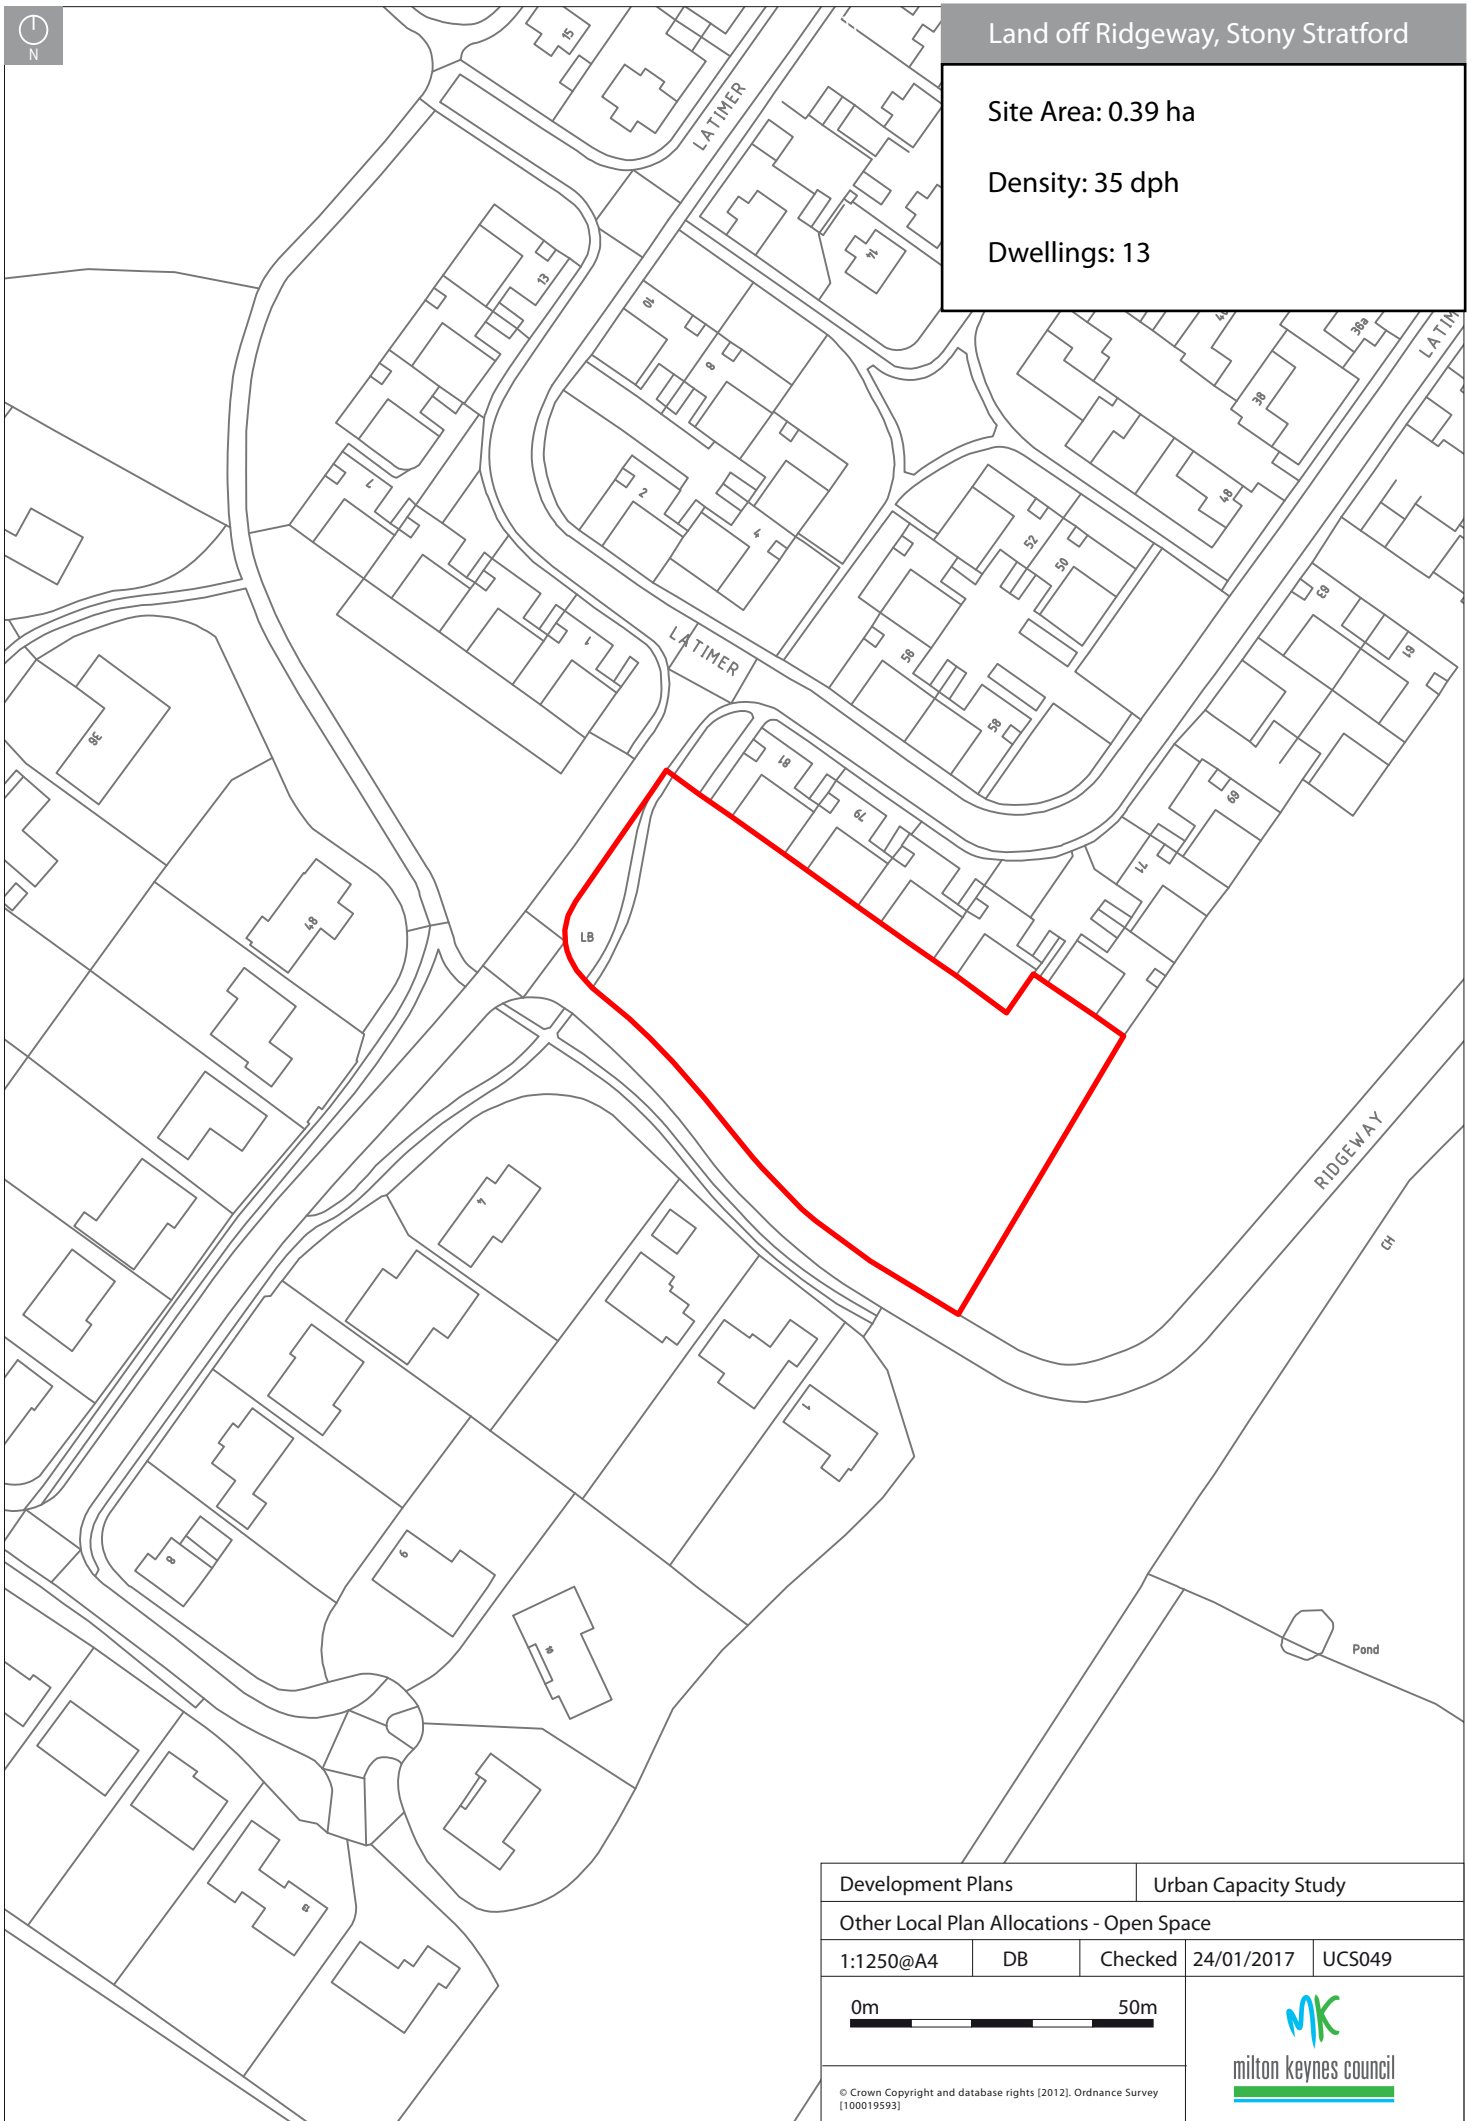 N
Land off Ridgeway, Stony Stratford
Site Area: 0.39 ha
Density: 35 dph
Dwellings: 13
15
LATIMER
14
13
10
8
36a
LATIM
38
48
7
2
4
52
50
1
LATIMER
56
58
63
61
36
81
79
69
71
48
LB
RIDGEWAY
CH
4
1
8
6
Pond
Development Plans
Urban Capacity Study
Other Local Plan Allocations - Open Space
1:1250@A4
DB
Checked
24/01/2017
UCS049
0m
50m
milton keynes council
© Crown Copyright and database rights [2012]. Ordnance Survey
[100019593]